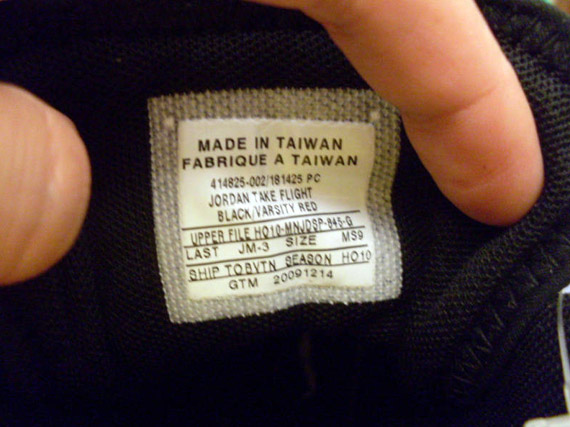 MADE IN TAIWAN
FABRIQUE A TAIWAN
414825-002/181425 PC
JORDAN TAKE FLIGHT
BLACK/VARSITY RED
UPPER FILE HO10-MNJDSP-945-G
LAST JM-3 SIZE MS9
SHIP TO BVTN SEASON HO10
GTM 20091214